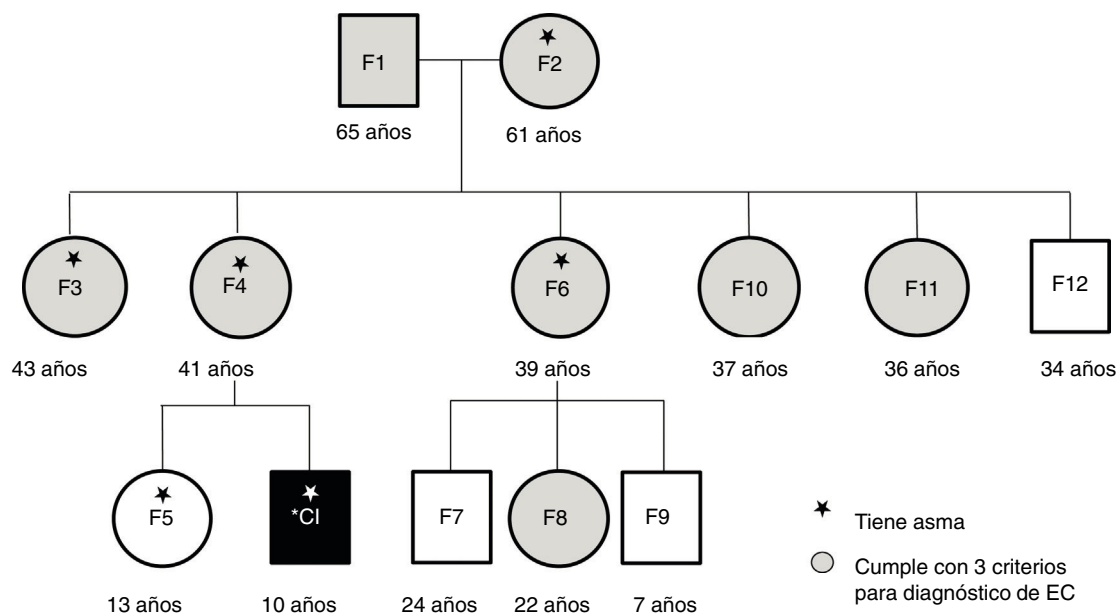 F1
F2
65 años
61 años
F3
F4
F6
F10
F11
F12
43 años
41 años
39 años
37 años
36 años
34 años
F5
*CI
F7
F8
F9
13 años
10 años
24 años
22 años
7 años
Tiene asma
Cumple con 3 criterios
para diagnóstico de EC